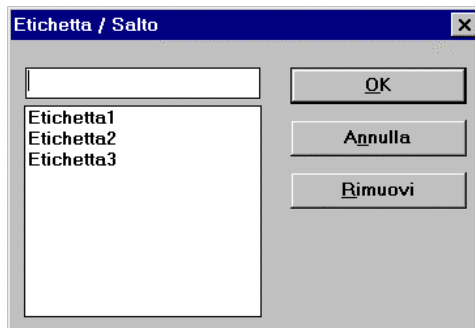 Etichetta / Salto
OK
Etichetta1
Etichetta2
Annulla
Etichetta3
Rimuovi